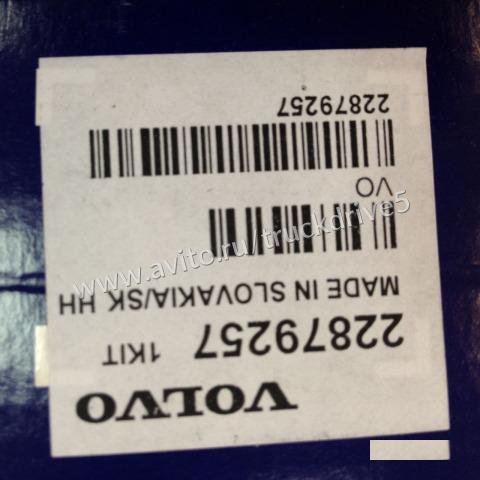 VOLVO
22879257 1KIT
MADE IN SLOVAKIA/SK HH
VO
22879257
www.avito.ru/truckdrive5